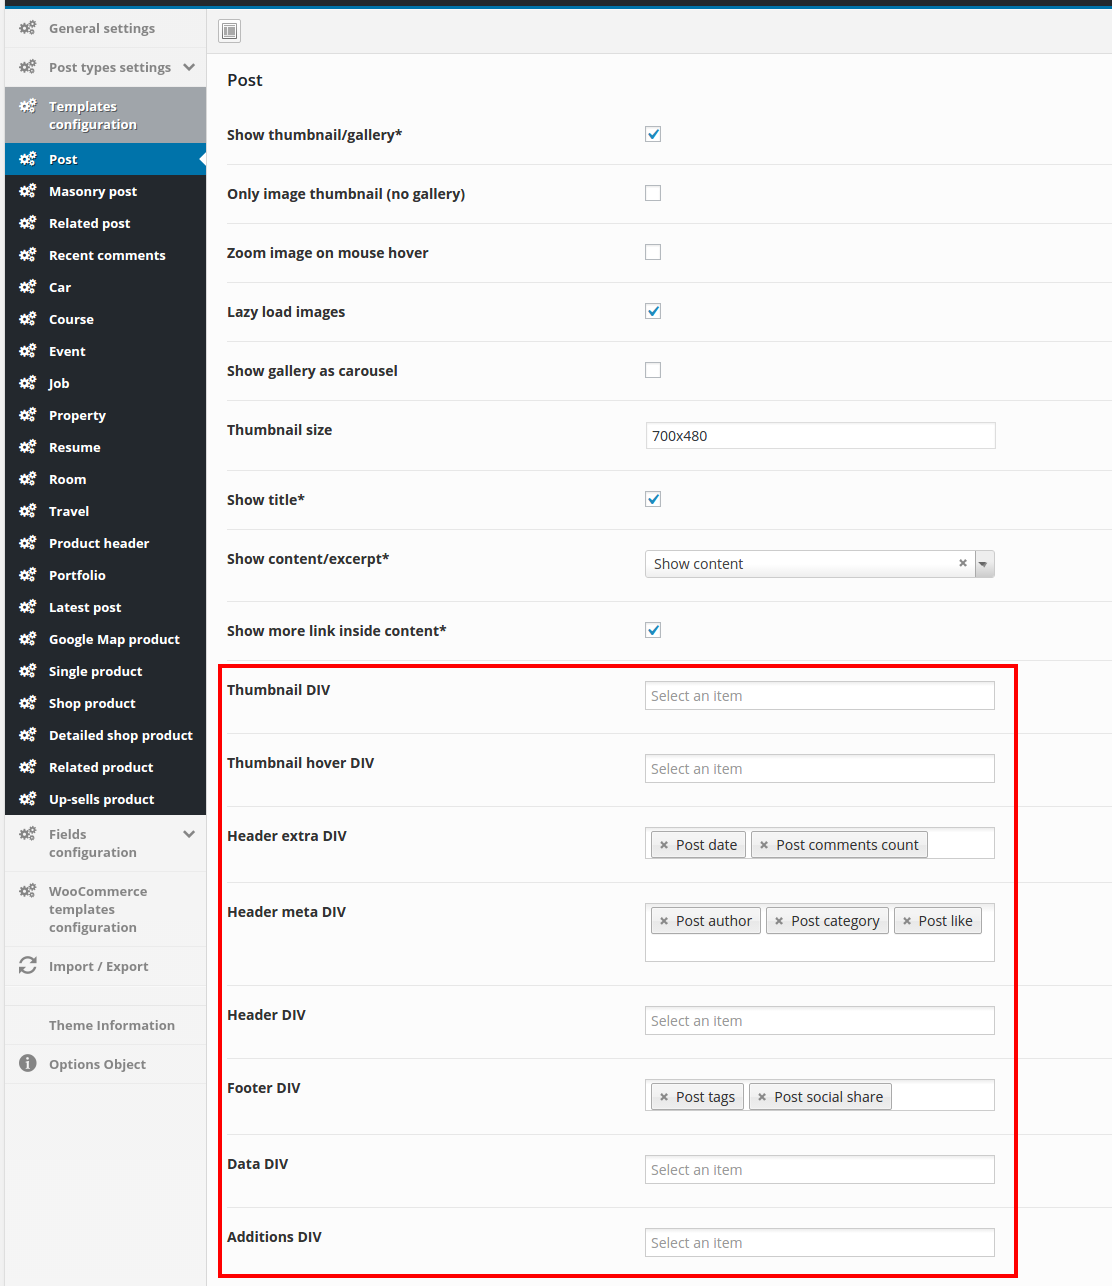 General settings
Post types settings
Templates
configuration
Post
Masonry post
Related post
Recent comments
Car
Course
Event
Job
Property
Resume
Room
Travel
Product header
Portfolio
Latest post
Google Map product
Single product
Shop product
Detailed shop product
Related product
Up-sells product
Fields
configuration
WooCommerce
templates
configuration
Import / Export
Theme Information
Options Object
Post
Show thumbnail/gallery*
Only image thumbnail (no gallery)
Zoom image on mouse hover
Lazy load images
Show gallery as carousel
Thumbnail size
700x480
Show title*
Show content/excerpt*
Show content
Show more link inside content*
Thumbnail DIV
Select an item
Thumbnail hover DIV
Select an item
Header extra DIV
× Post date × Post comments count
Header meta DIV
× Post author × Post category × Post like
Header DIV
Select an item
Footer DIV
× Post tags × Post social share
Data DIV
Select an item
Additions DIV
Select an item